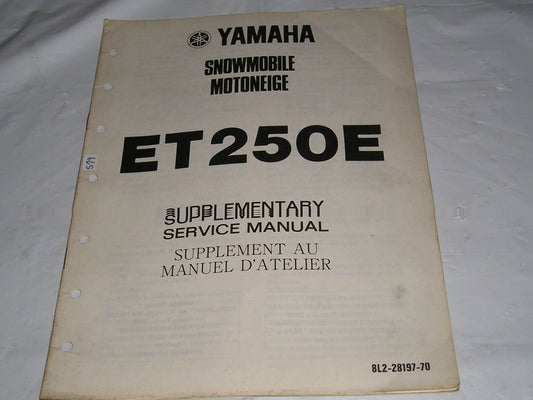 YAMAHA
SNOWMOBILE
MOTONEIGE
ET250E
SUPPLEMENTARY
SERVICE MANUAL
SUPPLEMENT AU
MANUEL D'ATELIER
8L2-28197-70